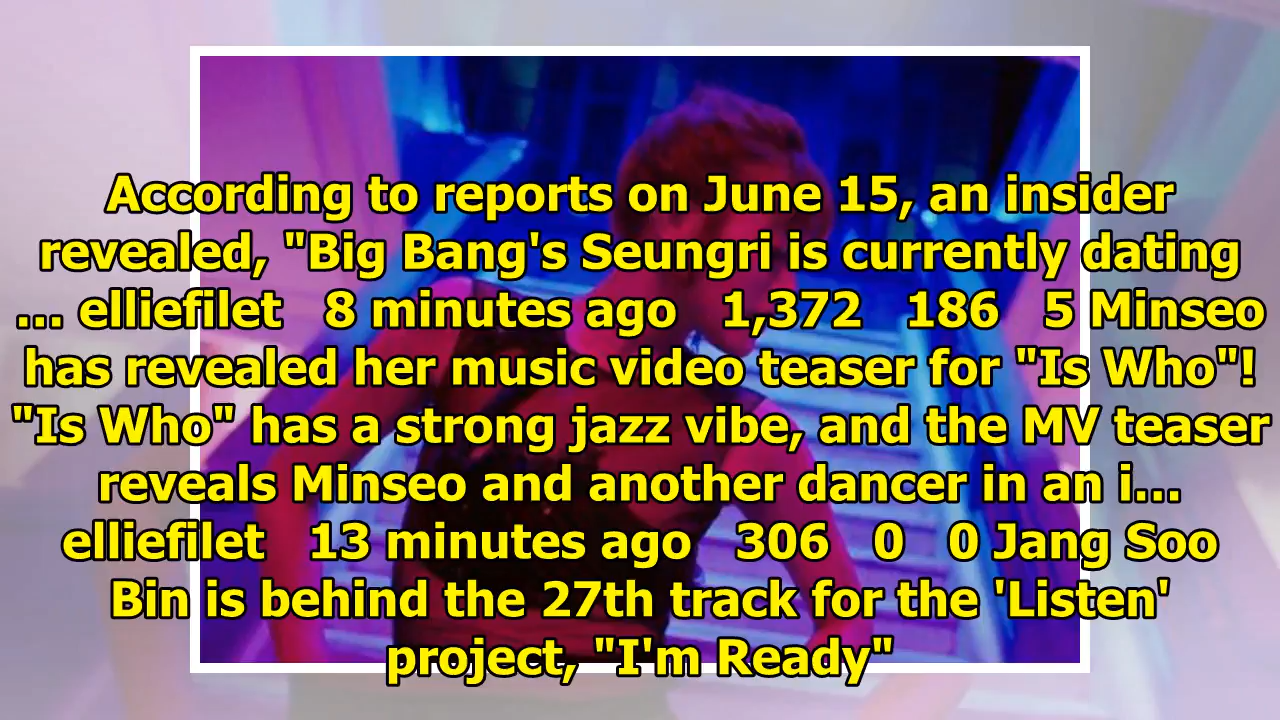 According to reports on June 15, an insider
revealed, "Big Bang's Seungri is currently dating
... elliefilet   8 minutes ago   1,372   186   5 Minseo
has revealed her music video teaser for "Is Who"!
"Is Who" has a strong jazz vibe, and the MV teaser
reveals Minseo and another dancer in an i...
elliefilet   13 minutes ago   306   0   0 Jang Soo
Bin is behind the 27th track for the 'Listen'
project, "I'm Ready"